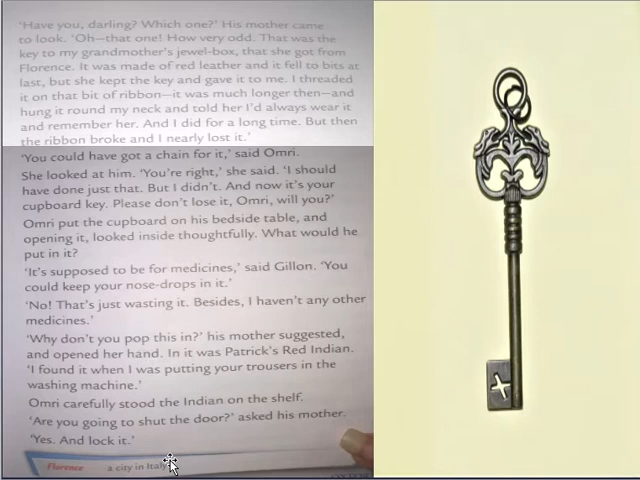 ‘Have you, darling? Which one?’ His mother came
to look. ‘Oh—that one! How very odd. That was the
key to my grandmother’s jewel-box, that she got from
Florence. It was made of red leather and it fell to bits at
last, but she kept the key and gave it to me. I threaded
it on that bit of ribbon—it was much longer then—and
hung it round my neck and told her I’d always wear it
and remember her. And I did for a long time. But then
the ribbon broke and I nearly lost it.’
‘You could have got a chain for it,’ said Omri.
She looked at him. ‘You’re right,’ she said. ‘I should
have done just that. But I didn’t. And now it’s your
cupboard key. Please don’t lose it, Omri, will you?’
Omri put the cupboard on his bedside table, and
opening it, looked inside thoughtfully. What would he
put in it?
‘It’s supposed to be for medicines,’ said Gillon. ‘You
could keep your nose-drops in it.’
‘No! That’s just wasting it. Besides, I haven’t any other
medicines.’
‘Why don’t you pop this in?’ his mother suggested,
and opened her hand. In it was Patrick’s Red Indian.
‘I found it when I was putting your trousers in the
washing machine.’
Omri carefully stood the Indian on the shelf.
‘Are you going to shut the door?’ asked his mother.
‘Yes. And lock it.’
Florence a city in Italy